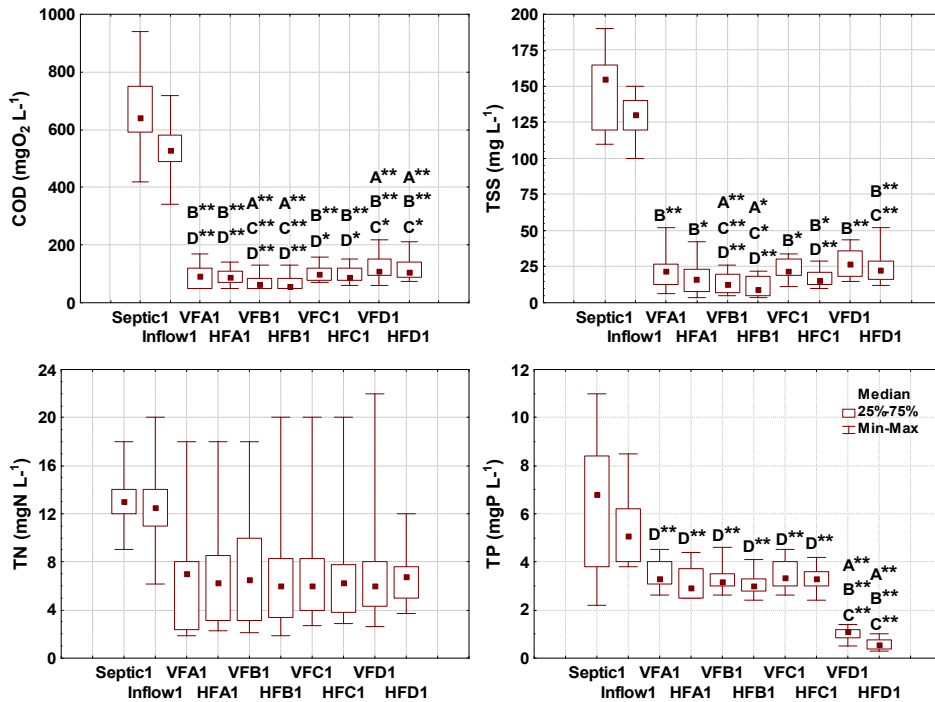 COD (mgO2 L-¹)
1000
800
600
400
200
0
B**
D**
B**
D**
A**
C**
D**
A**
C**
D**
B**
D*
B**
D*
A**
B**
C*
A**
B**
C*
Septic1 VFA1 VFB1 VFC1 VFD1
Inflow1 HFA1 HFB1 HFC1 HFD1
TSS (mg L-¹)
200
175
150
125
100
75
50
25
0
B**
B*
A**
C**
D**
A*
C*
D**
B*
B*
D**
B**
B**
C**
Septic1 VFA1 VFB1 VFC1 VFD1
Inflow1 HFA1 HFB1 HFC1 HFD1
TN (mgN L-¹)
24
20
16
12
8
4
0
Septic1 VFA1 VFB1 VFC1 VFD1
Inflow1 HFA1 HFB1 HFC1 HFD1
TP (mgP L-¹)
12
10
8
6
4
2
0
Median
25%-75%
Min-Max
D**
D**
D**
D**
D**
D**
A**
B**
C**
A**
B**
C**
Septic1 VFA1 VFB1 VFC1 VFD1
Inflow1 HFA1 HFB1 HFC1 HFD1